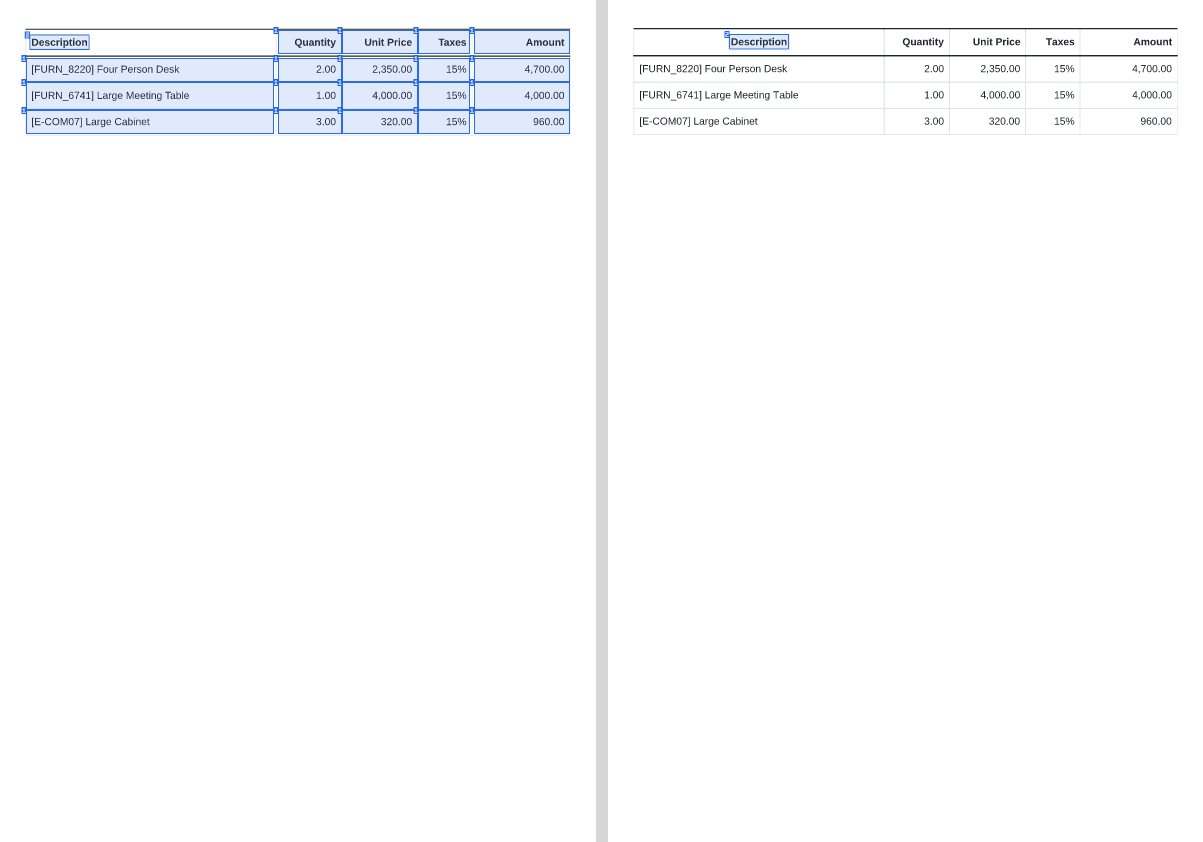 Description Quantity Unit Price Taxes Amount
[FURN_8220] Four Person Desk 2.00 2,350.00 15% 4,700.00
[FURN_6741] Large Meeting Table 1.00 4,000.00 15% 4,000.00
[E-COM07] Large Cabinet 3.00 320.00 15% 960.00
Description Quantity Unit Price Taxes Amount
[FURN_8220] Four Person Desk 2.00 2,350.00 15% 4,700.00
[FURN_6741] Large Meeting Table 1.00 4,000.00 15% 4,000.00
[E-COM07] Large Cabinet 3.00 320.00 15% 960.00